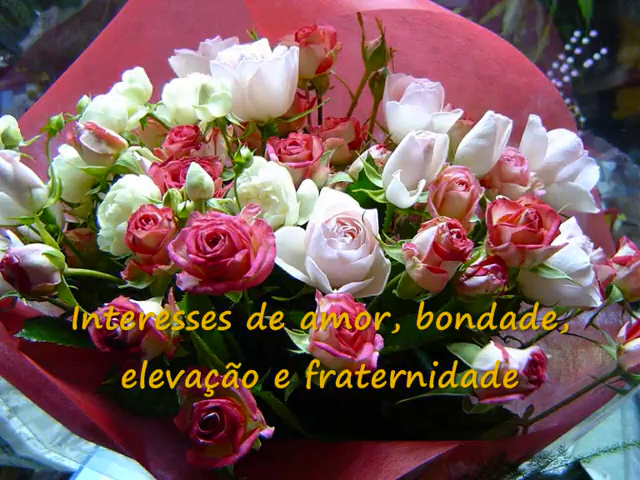 Interesses de amor, bondade,
elevação e fraternidade